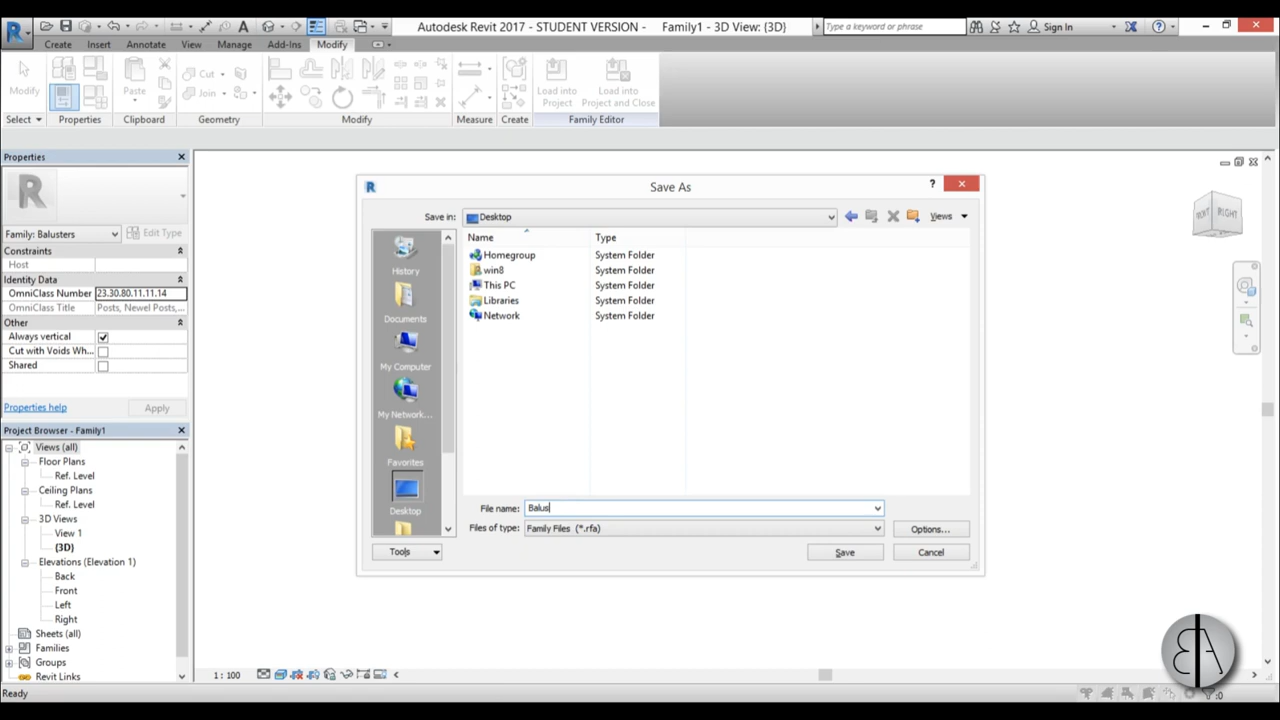 Autodesk Revit 2017 - STUDENT VERSION - Family1 - 3D View: {3D}
Type a keyword or phrase
Sign In
Create Insert Annotate View Manage Add-Ins Modify
Modify
Paste
Cut
Join
Load into Project
Load into Project and Close
Select Properties Clipboard Geometry Modify Measure Create Family Editor
Properties
R
Family: Balusters
Edit Type
Constraints
Host
Identity Data
OmniClass Number 23.30.80.11.11.14
OmniClass Title Posts, Newel Posts,...
Other
Always vertical
Cut with Voids Wh...
Shared
Properties help
Apply
Project Browser - Family1
Views (all)
Floor Plans
Ref. Level
Ceiling Plans
Ref. Level
3D Views
View 1
{3D}
Elevations (Elevation 1)
Back
Front
Left
Right
Sheets (all)
Families
Groups
Revit Links
Ready
Save As
Save in: Desktop
Views
Name Type
Homegroup System Folder
win8 System Folder
This PC System Folder
Libraries System Folder
Network System Folder
History
Documents
My Computer
My Network...
Favorites
Desktop
File name: Balus
Files of type: Family Files (*.rfa)
Options...
Tools
Save
Cancel
RIGHT
1 : 100
:0